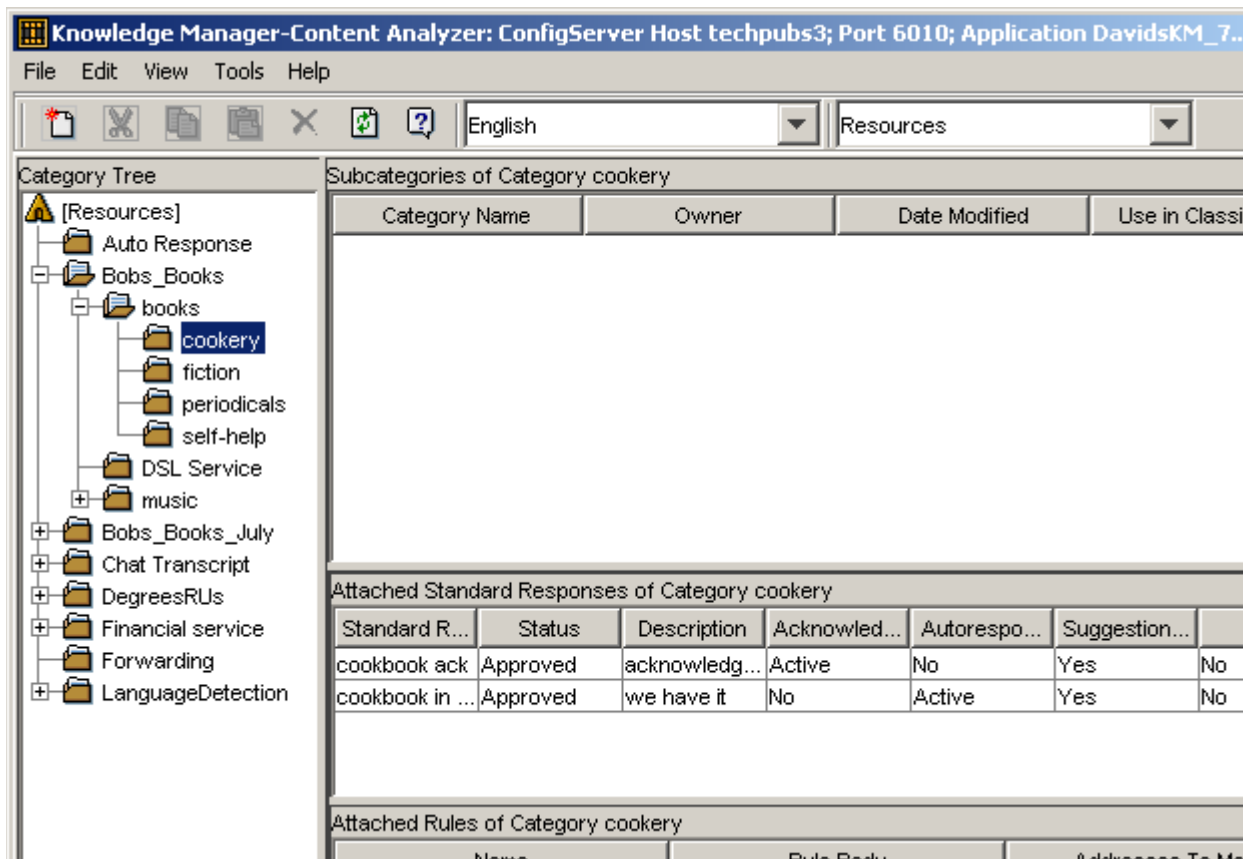 Knowledge Manager-Content Analyzer: ConfigServer Host techpubs3; Port 6010; Application DavidsKM_7...
File Edit View Tools Help
English Resources
Category Tree
[Resources]
Auto Response
Bobs_Books
books
cookery
fiction
periodicals
self-help
DSL Service
music
Bobs_Books_July
Chat Transcript
DegreesRUs
Financial service
Forwarding
LanguageDetection
Subcategories of Category cookery
Category Name Owner Date Modified Use in Classi
Attached Standard Responses of Category cookery
Standard R... Status Description Acknowled... Autorespo... Suggestion...
cookbook ack Approved acknowledg... Active No Yes No
cookbook in ... Approved we have it No Active Yes No
Attached Rules of Category cookery
Name Rule Body